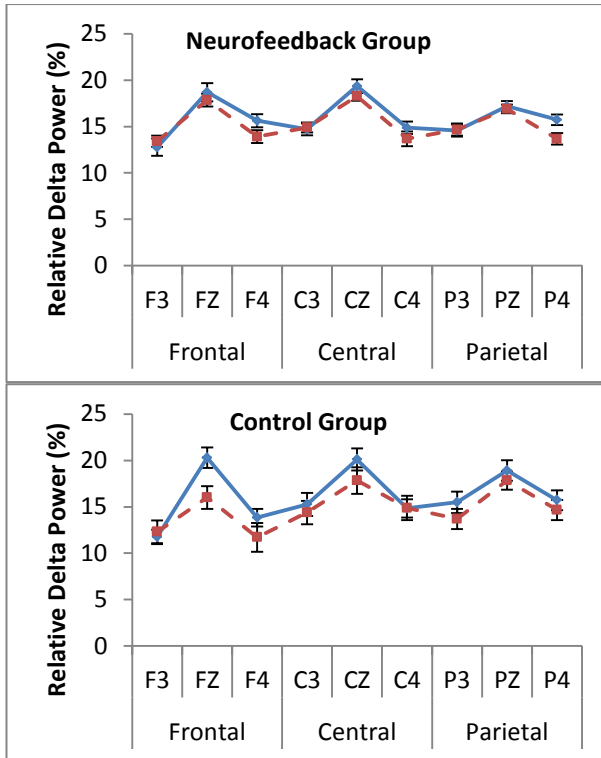 Neurofeedback Group
Relative Delta Power (%)
25
20
15
10
5
0
F3 FZ F4 C3 CZ C4 P3 PZ P4
Frontal Central Parietal
Control Group
Relative Delta Power (%)
25
20
15
10
5
0
F3 FZ F4 C3 CZ C4 P3 PZ P4
Frontal Central Parietal